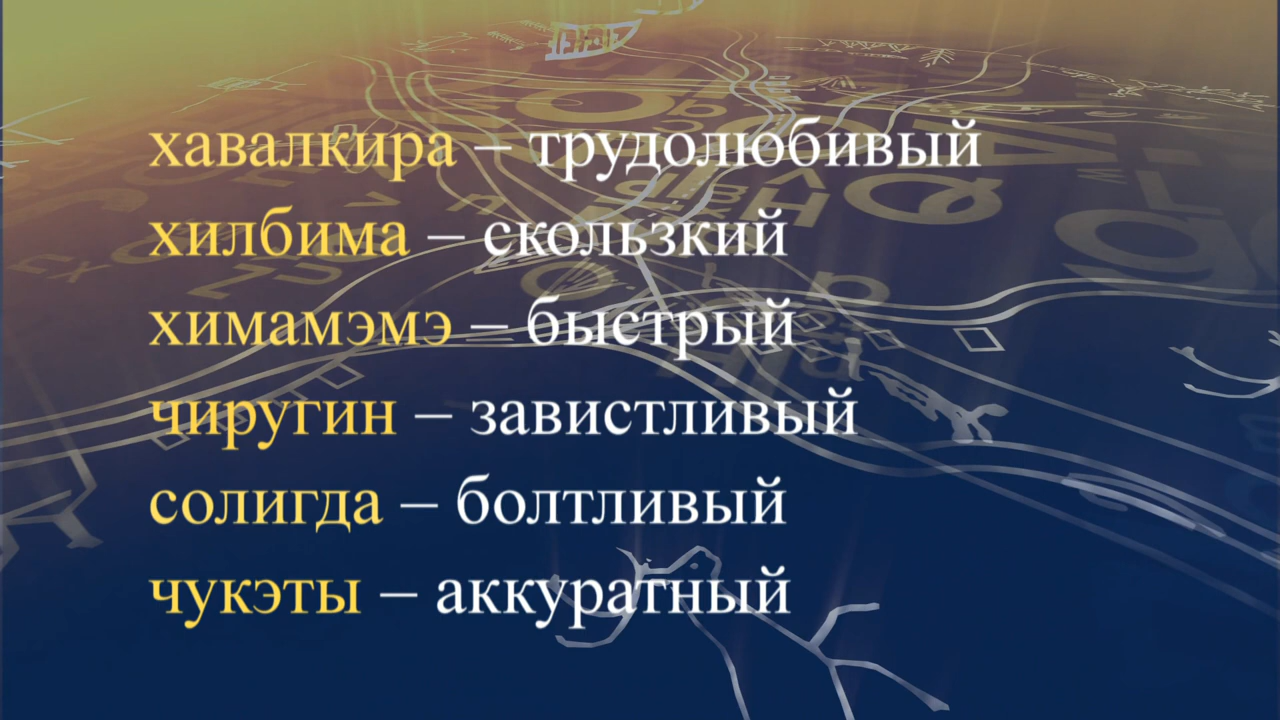 хавалкира – трудолюбивый
хилбима – скользкий
химамэмэ – быстрый
чиругин – завистливый
солигда – болтливый
чукэты – аккуратный